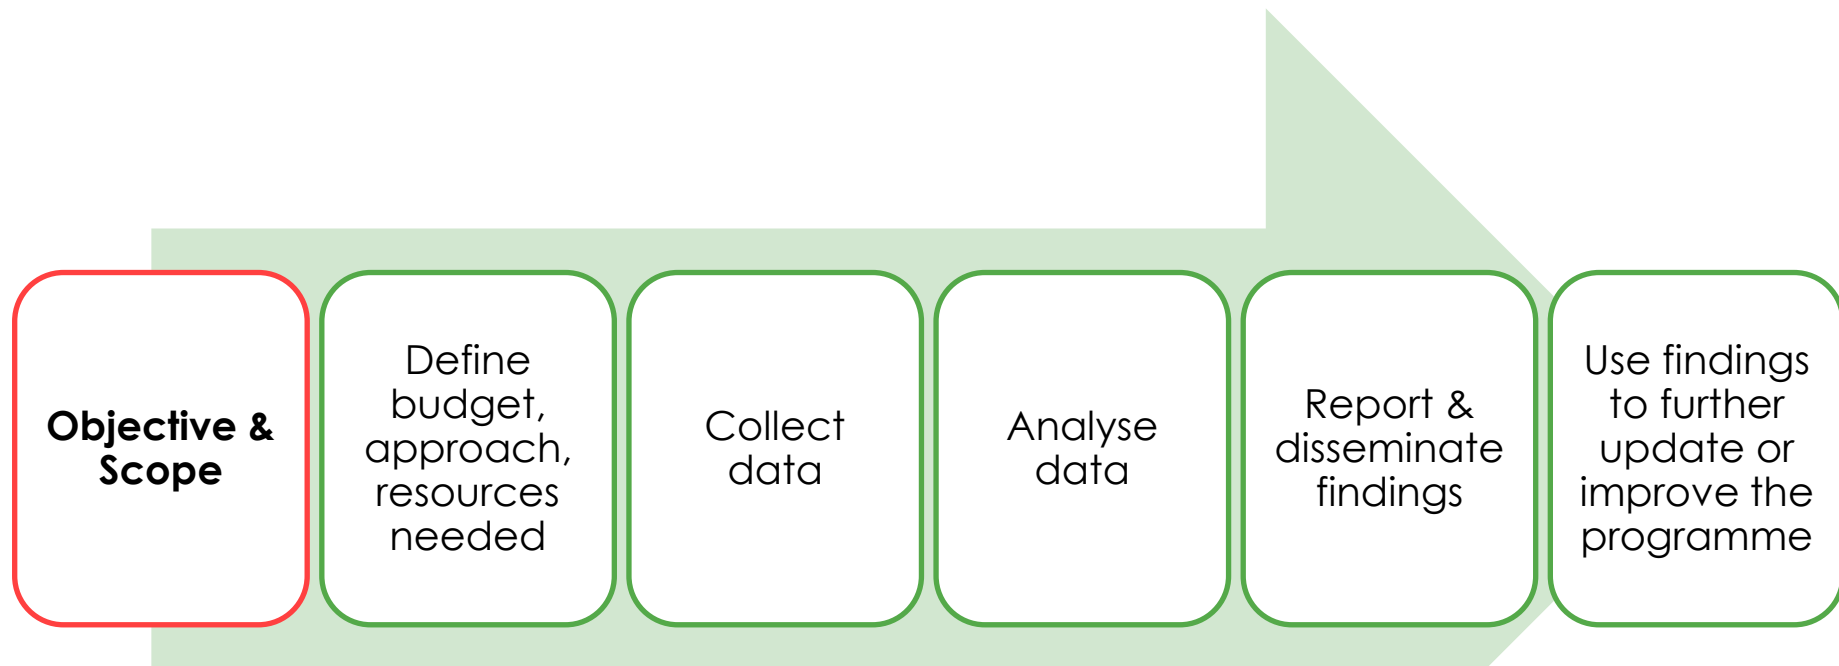 Objective &
Scope
Define
budget,
approach,
resources
needed
Collect
data
Analyse
data
Report &
disseminate
findings
Use findings
to further
update or
improve the
programme